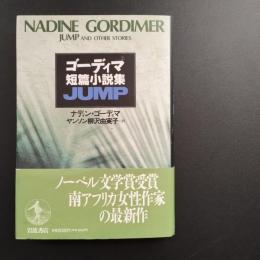 NADINE GORDIMER
JUMP AND OTHER STORIES
ゴーディマ
短篇小説集
JUMP
ナディン・ゴーディマ
ヤンソン柳沢由実子 訳
ノーベル文学賞受賞
南アフリカ女性作家
の最新作
岩波書店